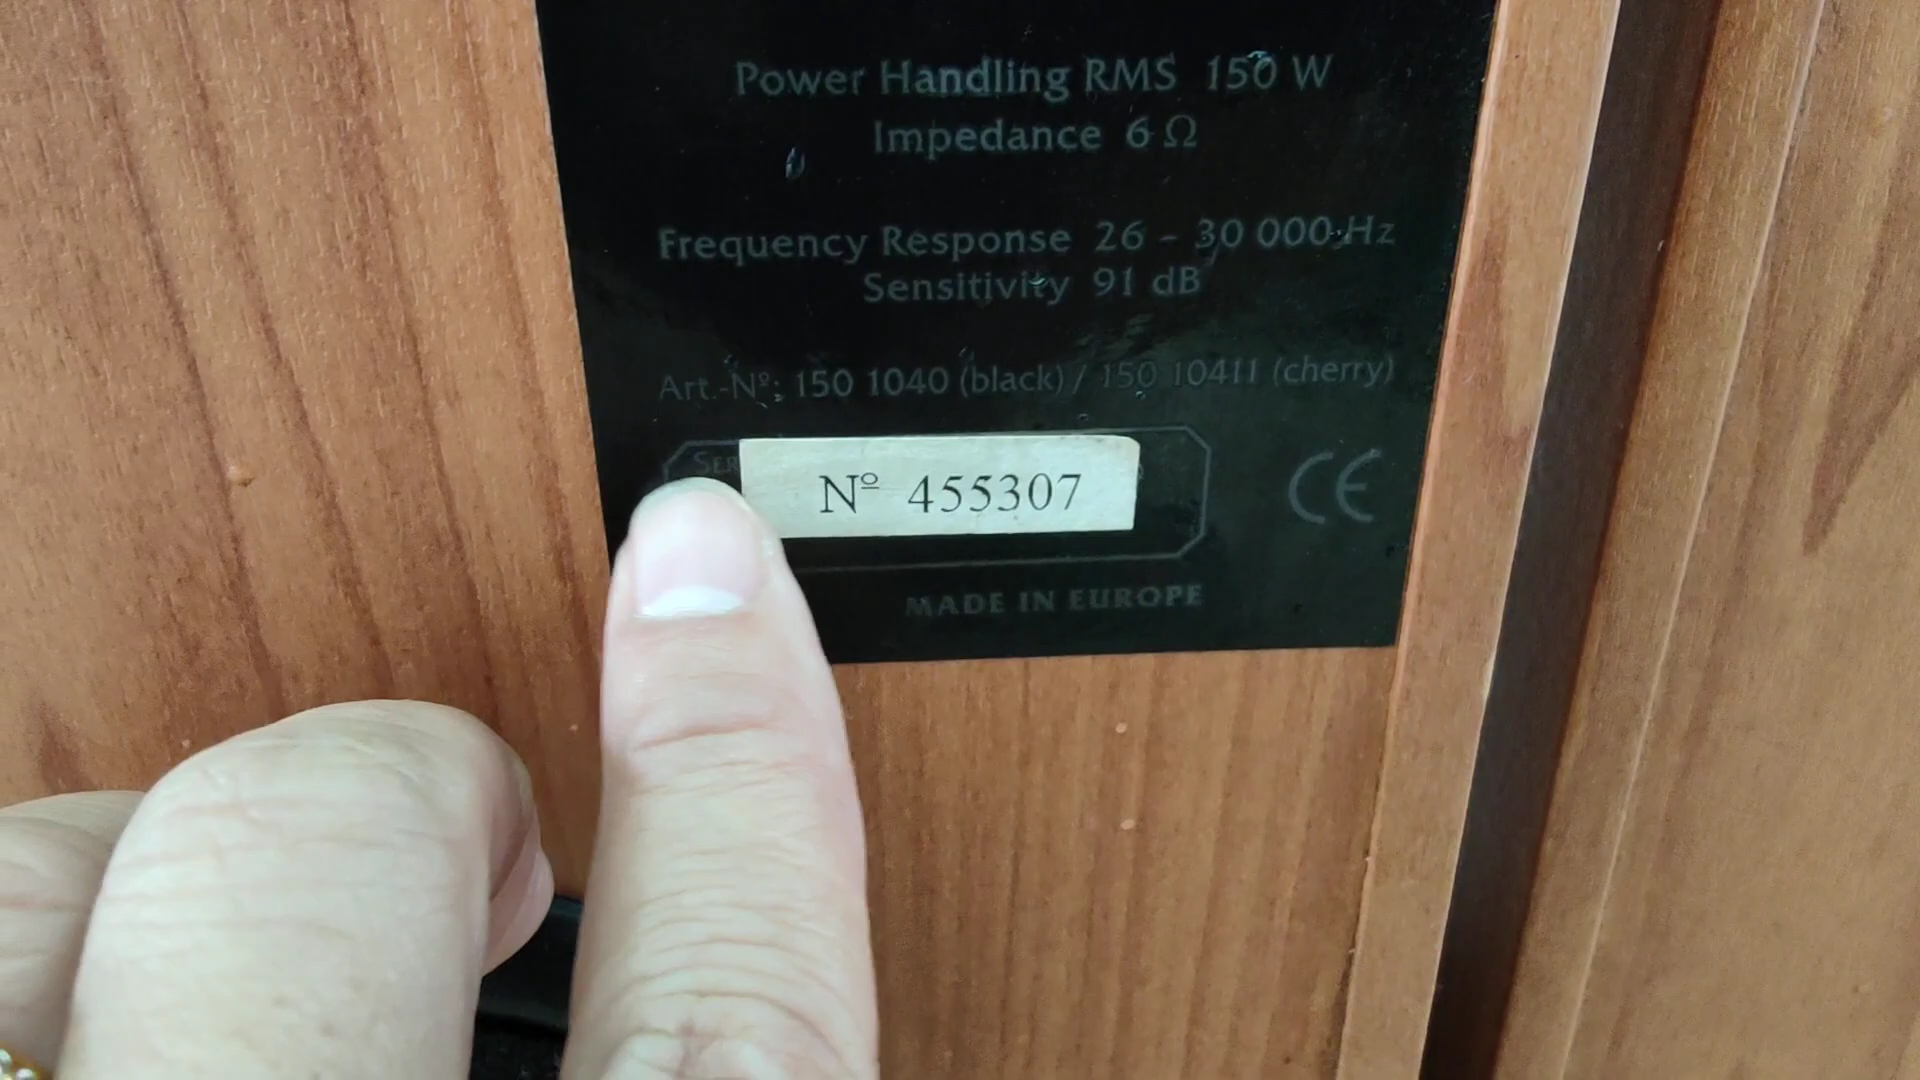 Power Handling RMS 150 W
Impedance 6 Ω
Frequency Response 26 - 30 000 Hz
Sensitivity 91 dB
Art.-Nº: 150 1040 (black) / 150 10411 (cherry)
Nº 455307
CE
MADE IN EUROPE